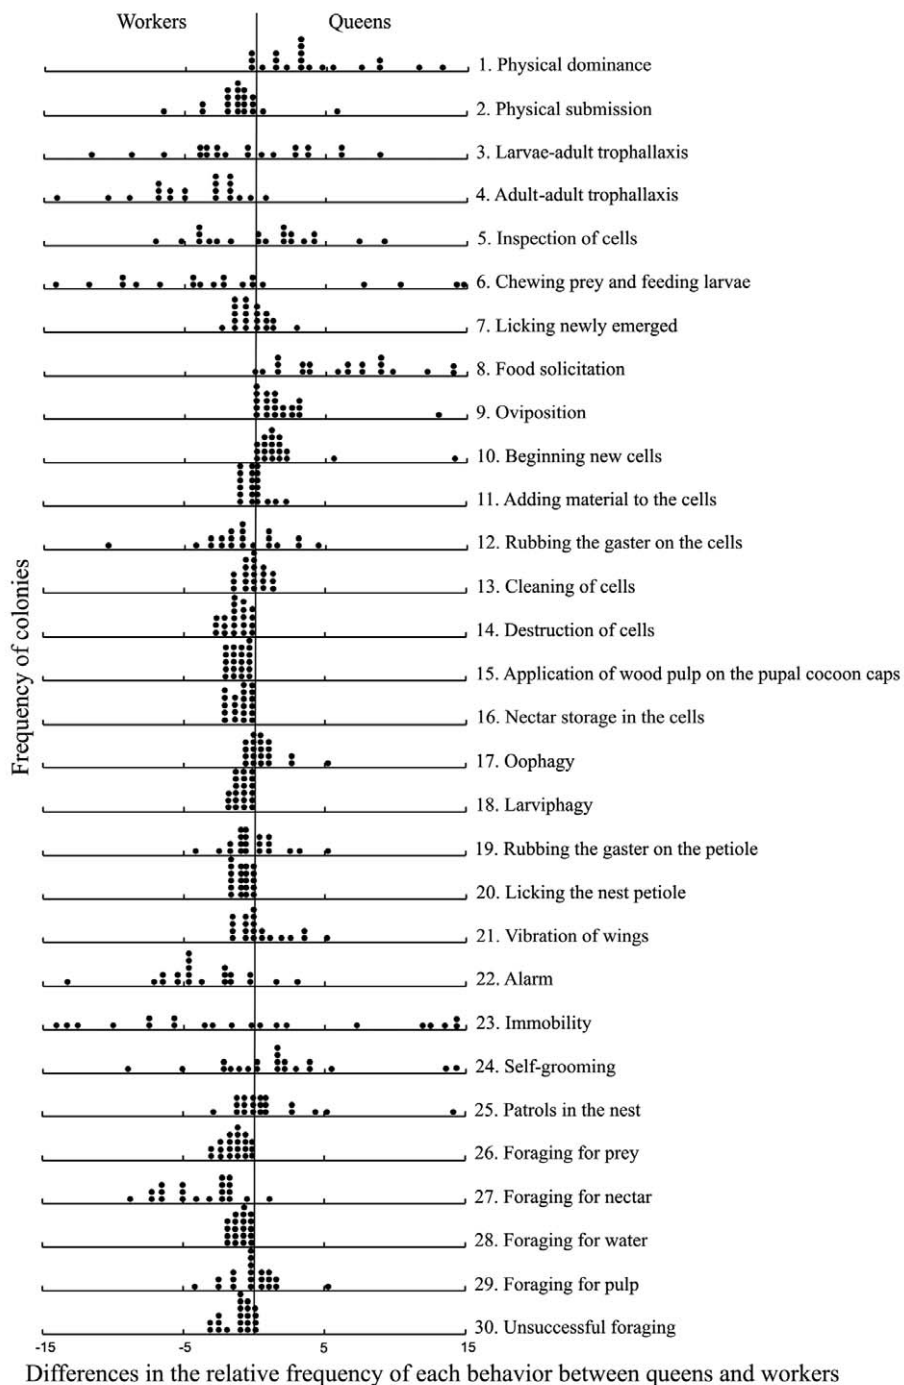 Workers Queens
1. Physical dominance
2. Physical submission
3. Larvae-adult trophallaxis
4. Adult-adult trophallaxis
5. Inspection of cells
6. Chewing prey and feeding larvae
7. Licking newly emerged
8. Food solicitation
9. Oviposition
10. Beginning new cells
11. Adding material to the cells
12. Rubbing the gaster on the cells
13. Cleaning of cells
14. Destruction of cells
15. Application of wood pulp on the pupal cocoon caps
16. Nectar storage in the cells
17. Oophagy
18. Larviphagy
19. Rubbing the gaster on the petiole
20. Licking the nest petiole
21. Vibration of wings
22. Alarm
23. Immobility
24. Self-grooming
25. Patrols in the nest
26. Foraging for prey
27. Foraging for nectar
28. Foraging for water
29. Foraging for pulp
30. Unsuccessful foraging
Frequency of colonies
-15 -5 5 15
Differences in the relative frequency of each behavior between queens and workers